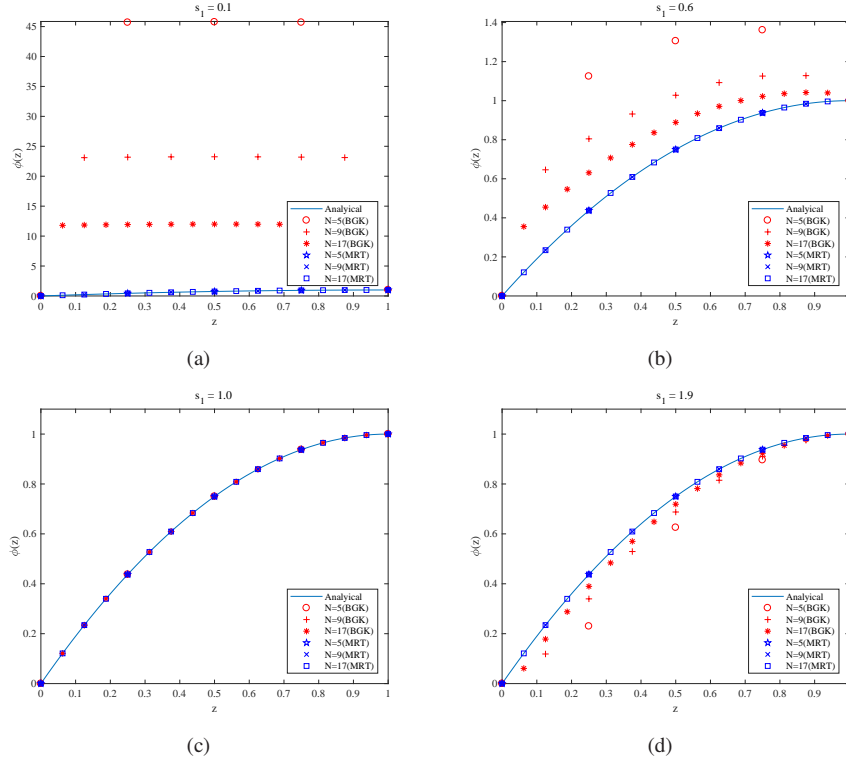 s_1 = 0.1
45
40
35
30
25
20
15
10
5
0
ϕ(z)
0 0.1 0.2 0.3 0.4 0.5 0.6 0.7 0.8 0.9 1
z
Analyical
N=5(BGK)
N=9(BGK)
N=17(BGK)
N=5(MRT)
N=9(MRT)
N=17(MRT)
(a)
s_1 = 0.6
1.4
1.2
1
0.8
0.6
0.4
0.2
0
ϕ(z)
0 0.1 0.2 0.3 0.4 0.5 0.6 0.7 0.8 0.9
z
Analyical
N=5(BGK)
N=9(BGK)
N=17(BGK)
N=5(MRT)
N=9(MRT)
N=17(MRT)
(b)
s_1 = 1.0
1
0.8
0.6
0.4
0.2
0
ϕ(z)
0 0.1 0.2 0.3 0.4 0.5 0.6 0.7 0.8 0.9 1
z
Analyical
N=5(BGK)
N=9(BGK)
N=17(BGK)
N=5(MRT)
N=9(MRT)
N=17(MRT)
(c)
s_1 = 1.9
1
0.8
0.6
0.4
0.2
0
ϕ(z)
0 0.1 0.2 0.3 0.4 0.5 0.6 0.7 0.8 0.9
z
Analyical
N=5(BGK)
N=9(BGK)
N=17(BGK)
N=5(MRT)
N=9(MRT)
N=17(MRT)
(d)